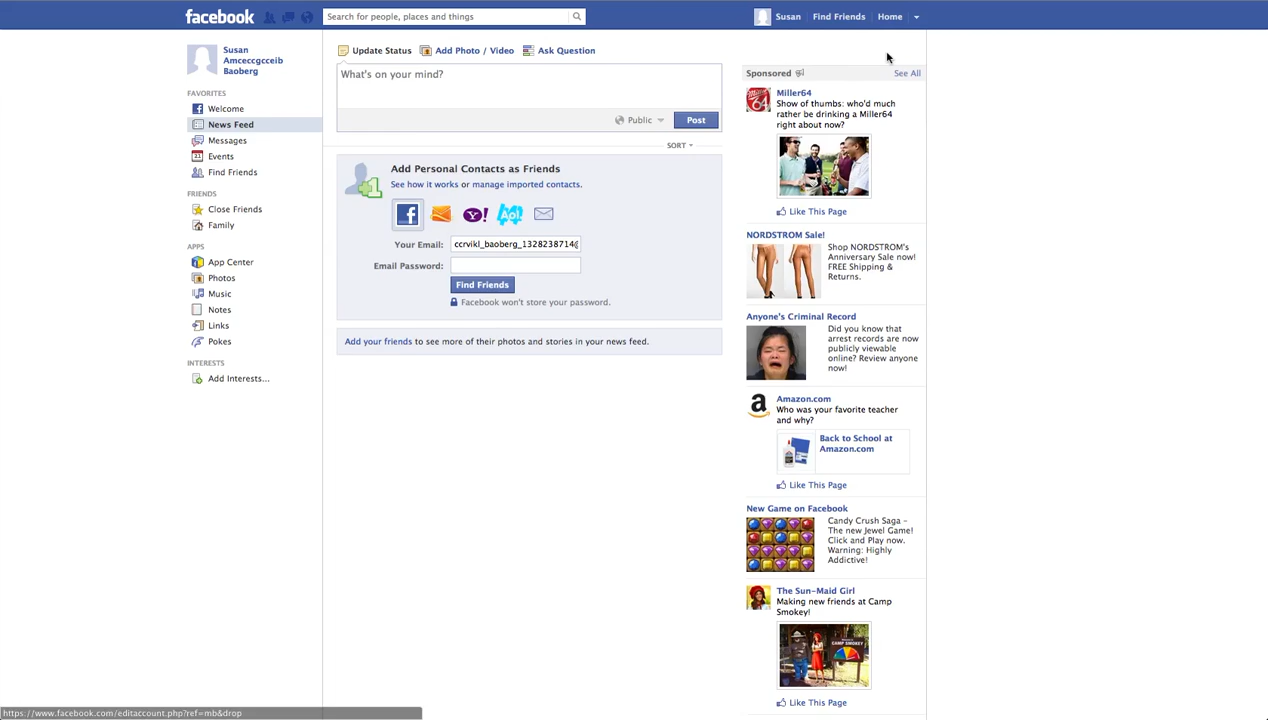 facebook
Search for people, places and things
Susan
Find Friends
Home
Susan
Amceccgcceib
Baoberg
FAVORITES
Welcome
News Feed
Messages
Events
Find Friends
FRIENDS
Close Friends
Family
APPS
App Center
Photos
Music
Notes
Links
Pokes
INTERESTS
Add Interests...
Update Status
Add Photo / Video
Ask Question
What's on your mind?
Public
Post
SORT
Add Personal Contacts as Friends
See how it works or manage imported contacts.
Your Email: ccrvikl_baoberg_1328238714@
Email Password:
Find Friends
Facebook won't store your password.
Add your friends to see more of their photos and stories in your news feed.
Sponsored
See All
Miller64
Show of thumbs: who'd much
rather be drinking a Miller64
right about now?
Like This Page
NORDSTROM Sale!
Shop NORDSTROM's
Anniversary Sale now!
FREE Shipping &
Returns.
Anyone's Criminal Record
Did you know that
arrest records are now
publicly viewable
online? Review anyone
now!
Amazon.com
Who was your favorite teacher
and why?
Back to School at
Amazon.com
Like This Page
New Game on Facebook
Candy Crush Saga –
The new Jewel Game!
Click and Play now.
Warning: Highly
Addictive!
The Sun-Maid Girl
Making new friends at Camp
Smokey!
CAMP SMOKEY
Like This Page
https://www.facebook.com/editaccount.php?ref=mb&drop